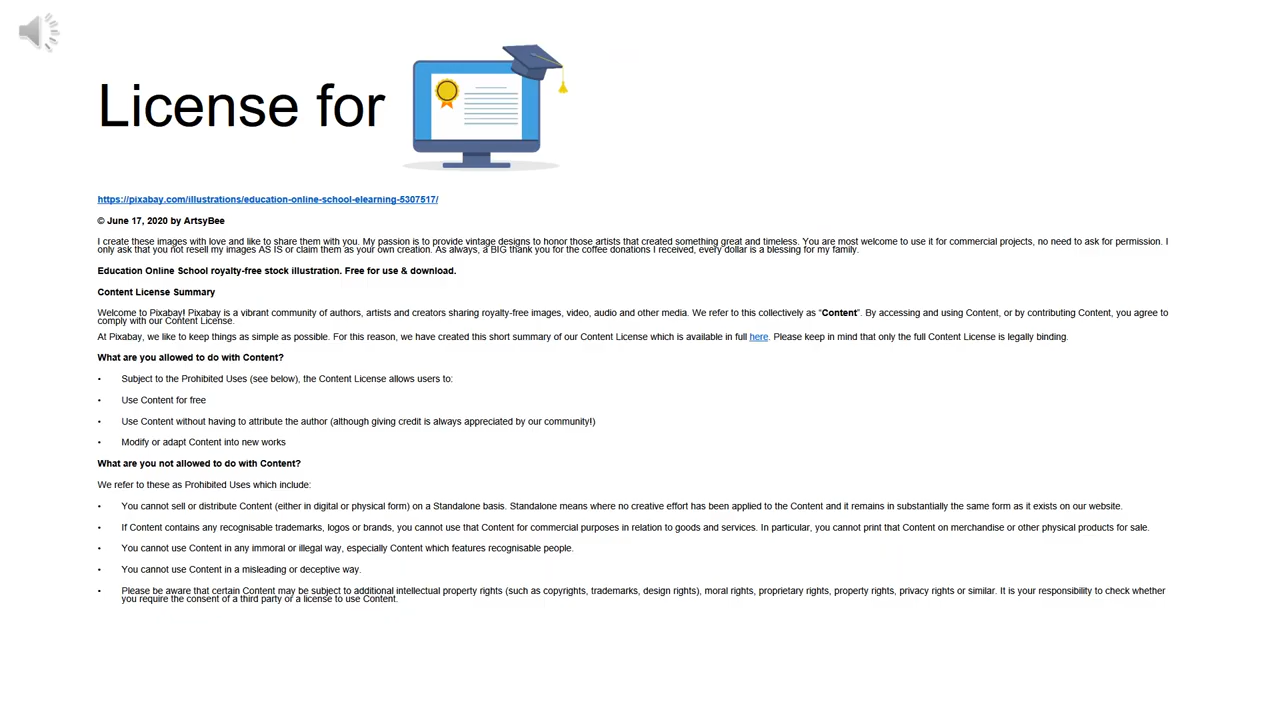 License for
https://pixabay.com/illustrations/education-online-school-elearning-5307517/
© June 17, 2020 by ArtsyBee
I create these images with love and like to share them with you. My passion is to provide vintage designs to honor those artists that created something great and timeless. You are most welcome to use it for commercial projects, no need to ask for permission. I
only ask that you not resell my images AS IS or claim them as your own creation. As always, a BIG thank you for the coffee donations I received, every dollar is a blessing for my family.
Education Online School royalty-free stock illustration. Free for use & download.
Content License Summary
Welcome to Pixabay! Pixabay is a vibrant community of authors, artists and creators sharing royalty-free images, video, audio and other media. We refer to this collectively as “Content”. By accessing and using Content, or by contributing Content, you agree to
comply with our Content License.
At Pixabay, we like to keep things as simple as possible. For this reason, we have created this short summary of our Content License which is available in full here. Please keep in mind that only the full Content License is legally binding.
What are you allowed to do with Content?
• Subject to the Prohibited Uses (see below), the Content License allows users to:
• Use Content for free
• Use Content without having to attribute the author (although giving credit is always appreciated by our community!)
• Modify or adapt Content into new works
What are you not allowed to do with Content?
We refer to these as Prohibited Uses which include:
• You cannot sell or distribute Content (either in digital or physical form) on a Standalone basis. Standalone means where no creative effort has been applied to the Content and it remains in substantially the same form as it exists on our website.
• If Content contains any recognisable trademarks, logos or brands, you cannot use that Content for commercial purposes in relation to goods and services. In particular, you cannot print that Content on merchandise or other physical products for sale.
• You cannot use Content in any immoral or illegal way, especially Content which features recognisable people.
• You cannot use Content in a misleading or deceptive way.
• Please be aware that certain Content may be subject to additional intellectual property rights (such as copyrights, trademarks, design rights), moral rights, proprietary rights, property rights, privacy rights or similar. It is your responsibility to check whether
you require the consent of a third party or a license to use Content.